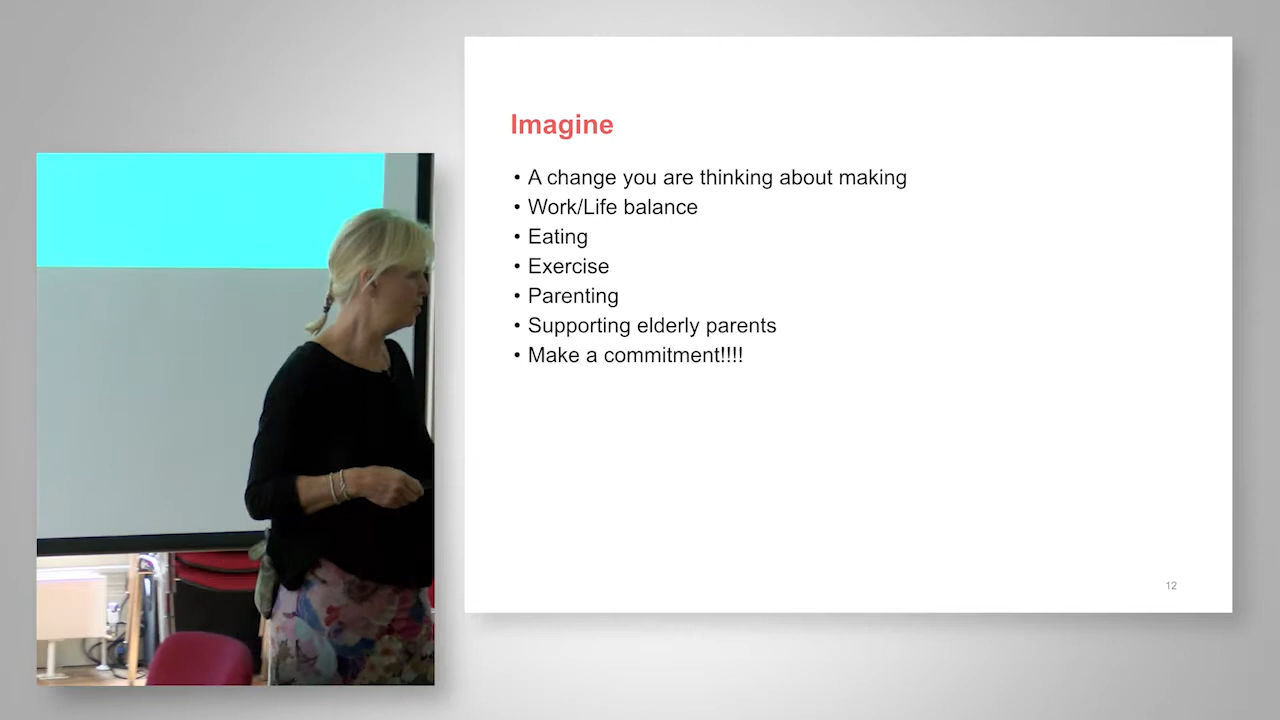 Imagine
• A change you are thinking about making
• Work/Life balance
• Eating
• Exercise
• Parenting
• Supporting elderly parents
• Make a commitment!!!!
12